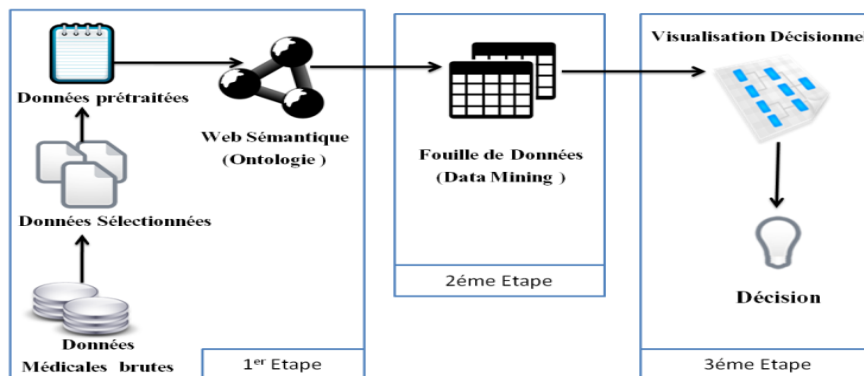 Données prétraitées
Web Sémantique
(Ontologie )
Données Sélectionnées
Données
Médicales brutes
1er Etape
Fouille de Données
(Data Mining )
2éme Etape
Visualisation Décisionnel
Décision
3éme Etape